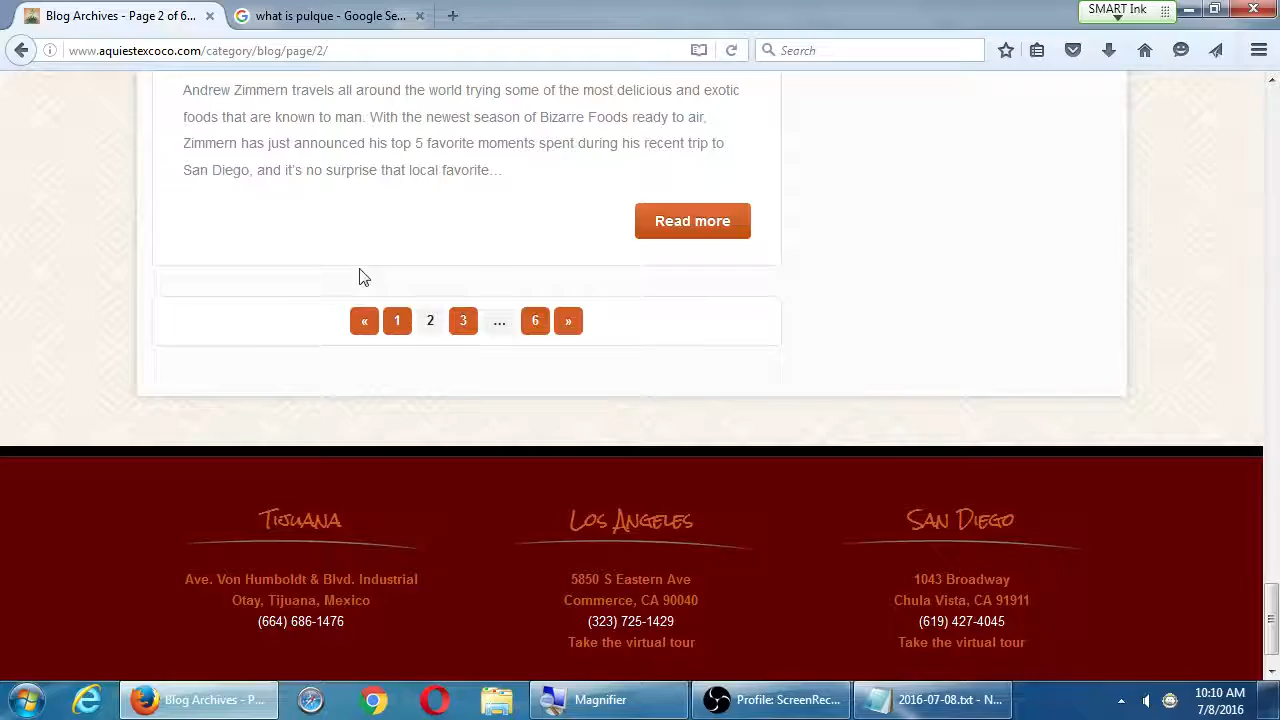 Blog Archives - Page 2 of 6...
what is pulque - Google Se...
SMART Ink
www.aquiestexcoco.com/category/blog/page/2/
Search
Andrew Zimmern travels all around the world trying some of the most delicious and exotic
foods that are known to man. With the newest season of Bizarre Foods ready to air,
Zimmern has just announced his top 5 favorite moments spent during his recent trip to
San Diego, and it's no surprise that local favorite…
Read more
« 1 2 3 ... 6 »
Tijuana
Ave. Von Humboldt & Blvd. Industrial
Otay, Tijuana, Mexico
(664) 686-1476
Los Angeles
5850 S Eastern Ave
Commerce, CA 90040
(323) 725-1429
Take the virtual tour
San Diego
1043 Broadway
Chula Vista, CA 91911
(619) 427-4045
Take the virtual tour
Blog Archives - P...
Magnifier
Profile: ScreenRec...
2016-07-08.txt - N...
10:10 AM
7/8/2016